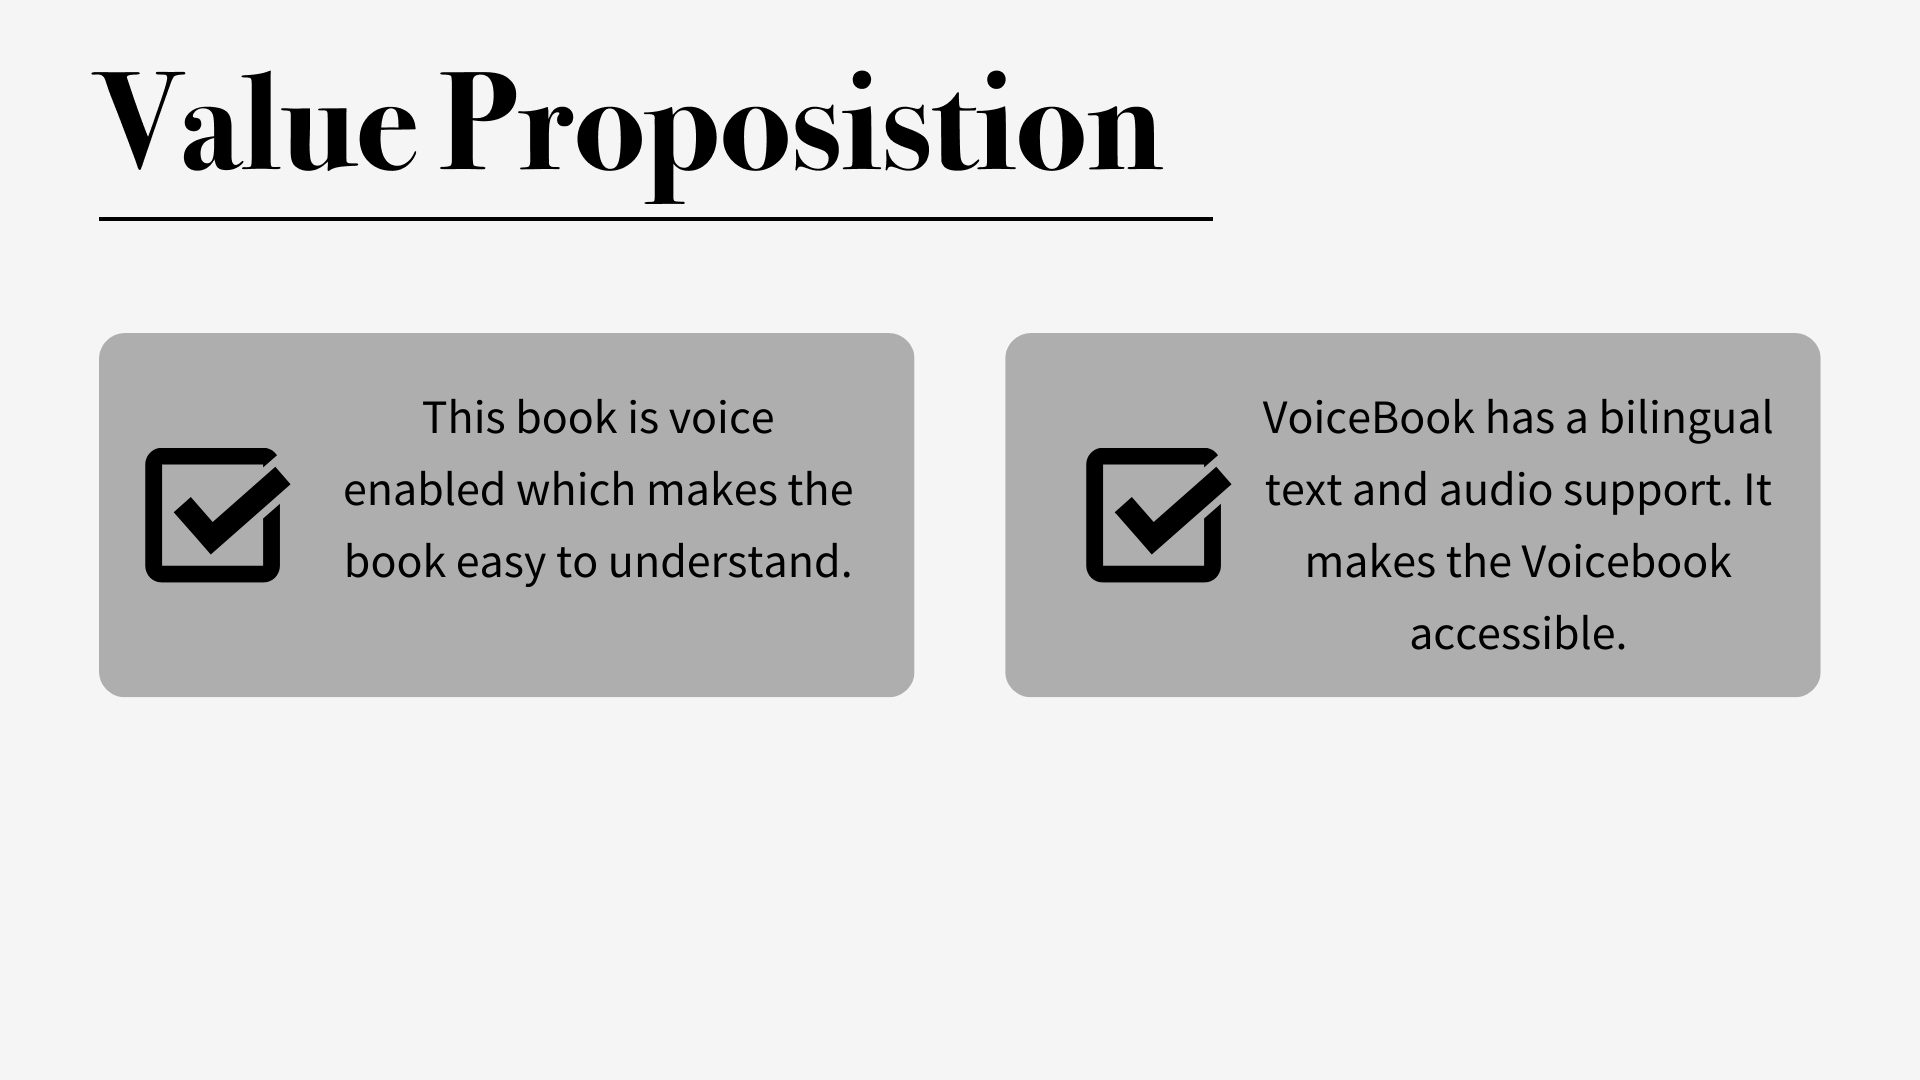 Value Proposistion
This book is voice
enabled which makes the
book easy to understand.
VoiceBook has a bilingual
text and audio support. It
makes the Voicebook
accessible.